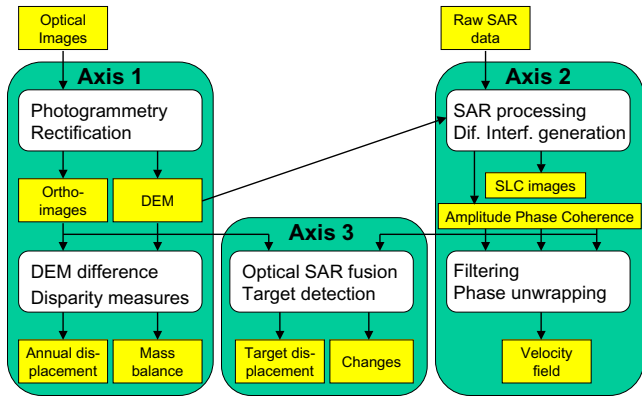 Optical
Images
Raw SAR
data
Axis 1
Axis 2
Photogrammetry
Rectification
SAR processing
Dif. Interf. generation
Ortho-
images
DEM
SLC images
Amplitude Phase Coherence
Axis 3
DEM difference
Disparity measures
Optical SAR fusion
Target detection
Filtering
Phase unwrapping
Annual dis-
placement
Mass
balance
Target dis-
placement
Changes
Velocity
field